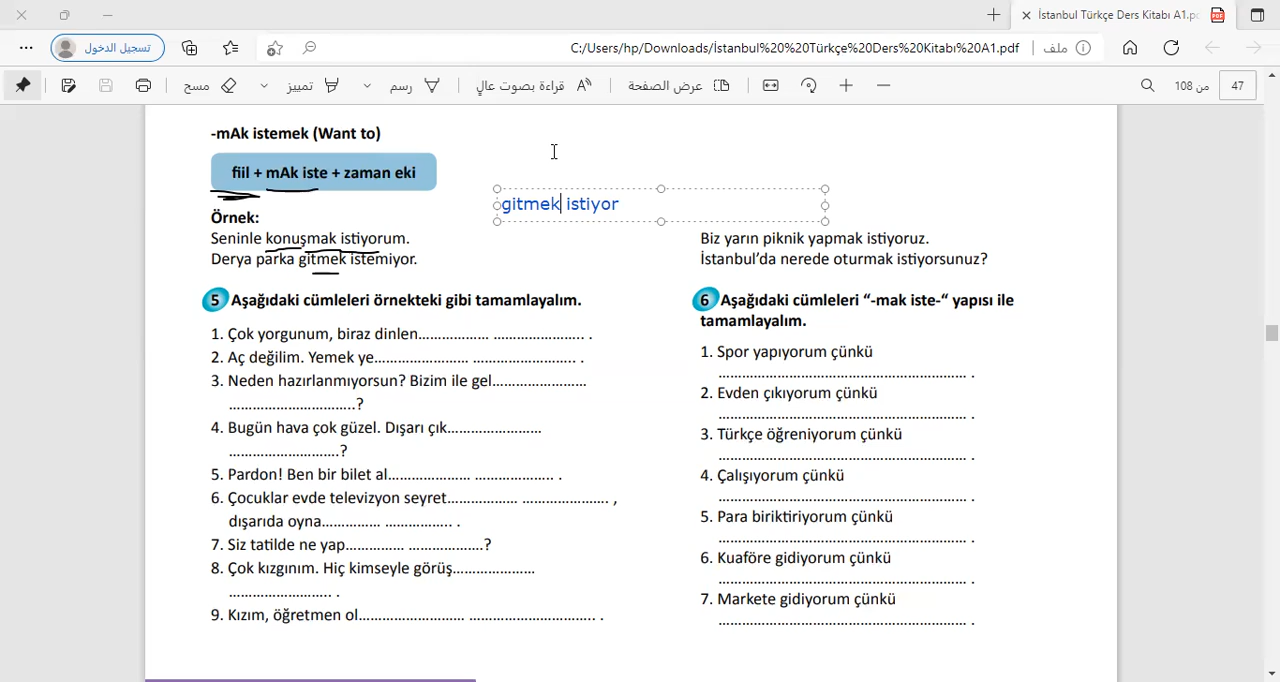 İstanbul Türkçe Ders Kitabı A1.pdf
تسجيل الدخول
C:/Users/hp/Downloads/İstanbul%20%20Türkçe%20Ders%20Kitabı%20A1.pdf
ملف
مسح
تمييز
رسم
قراءة بصوت عالٍ
عرض الصفحة
من 108
47
-mAk istemek (Want to)
fiil + mAk iste + zaman eki
gitmek istiyor
Örnek:
Seninle konuşmak istiyorum.
Derya parka gitmek istemiyor.
Biz yarın piknik yapmak istiyoruz.
İstanbul’da nerede oturmak istiyorsunuz?
5 Aşağıdaki cümleleri örnekteki gibi tamamlayalım.
1. Çok yorgunum, biraz dinlen.................. ....................... .
2. Aç değilim. Yemek ye........................ .......................... .
3. Neden hazırlanmıyorsun? Bizim ile gel........................
................................?
4. Bugün hava çok güzel. Dışarı çık........................
............................?
5. Pardon! Ben bir bilet al..................... .................... .
6. Çocuklar evde televizyon seyret.................. ...................... ,
dışarıda oyna............... ................. .
7. Siz tatilde ne yap............... ...................?
8. Çok kızgınım. Hiç kimseyle görüş.....................
.......................... .
9. Kızım, öğretmen ol........................... ................................ .
6 Aşağıdaki cümleleri “-mak iste-“ yapısı ile
tamamlayalım.
1. Spor yapıyorum çünkü
............................................................... .
2. Evden çıkıyorum çünkü
............................................................... .
3. Türkçe öğreniyorum çünkü
............................................................... .
4. Çalışıyorum çünkü
............................................................... .
5. Para biriktiriyorum çünkü
............................................................... .
6. Kuaföre gidiyorum çünkü
............................................................... .
7. Markete gidiyorum çünkü
............................................................... .